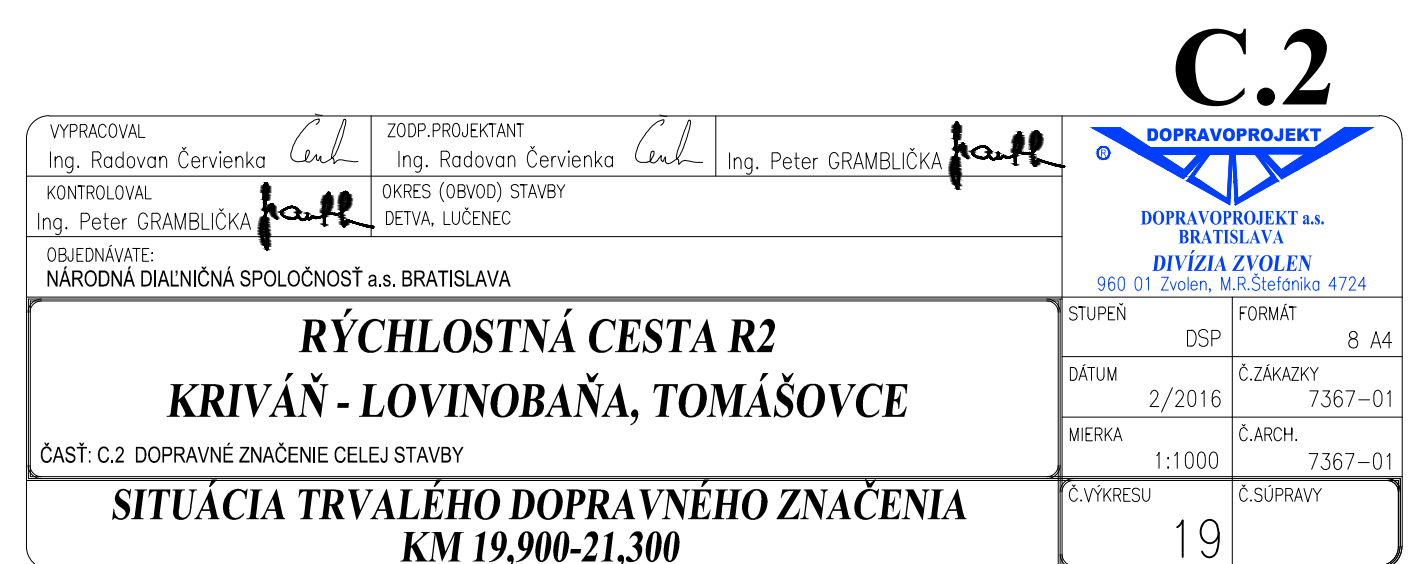 C.2
VYPRACOVAL
Ing. Radovan Červienka
ZODP.PROJEKTANT
Ing. Radovan Červienka
Ing. Peter GRAMBLIČKA
KONTROLOVAL
Ing. Peter GRAMBLIČKA
OKRES (OBVOD) STAVBY
DETVA, LUČENEC
OBJEDNÁVATE:
NÁRODNÁ DIAĽNIČNÁ SPOLOČNOSŤ a.s. BRATISLAVA
DOPRAVOPROJEKT
®
DOPRAVOPROJEKT a.s.
BRATISLAVA
DIVÍZIA ZVOLEN
960 01 Zvolen, M.R.Štefánika 4724
RÝCHLOSTNÁ CESTA R2
KRIVÁŇ - LOVINOBAŇA, TOMÁŠOVCE
ČASŤ: C.2 DOPRAVNÉ ZNAČENIE CELEJ STAVBY
STUPEŇ
DSP
FORMÁT
8 A4
DÁTUM
2/2016
Č.ZÁKAZKY
7367-01
MIERKA
1:1000
Č.ARCH.
7367-01
SITUÁCIA TRVALÉHO DOPRAVNÉHO ZNAČENIA
KM 19,900-21,300
Č.VÝKRESU
19
Č.SÚPRAVY